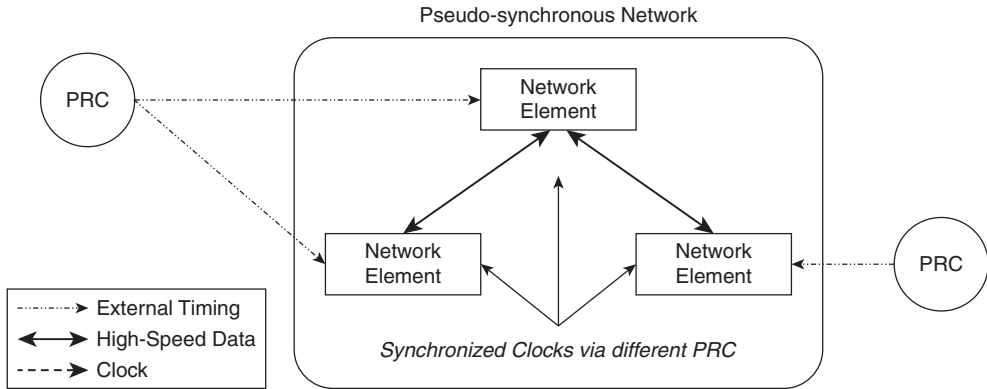 Pseudo-synchronous Network
PRC
Network
Element
Network
Element
Network
Element
PRC
External Timing
High-Speed Data
Clock
Synchronized Clocks via different PRC